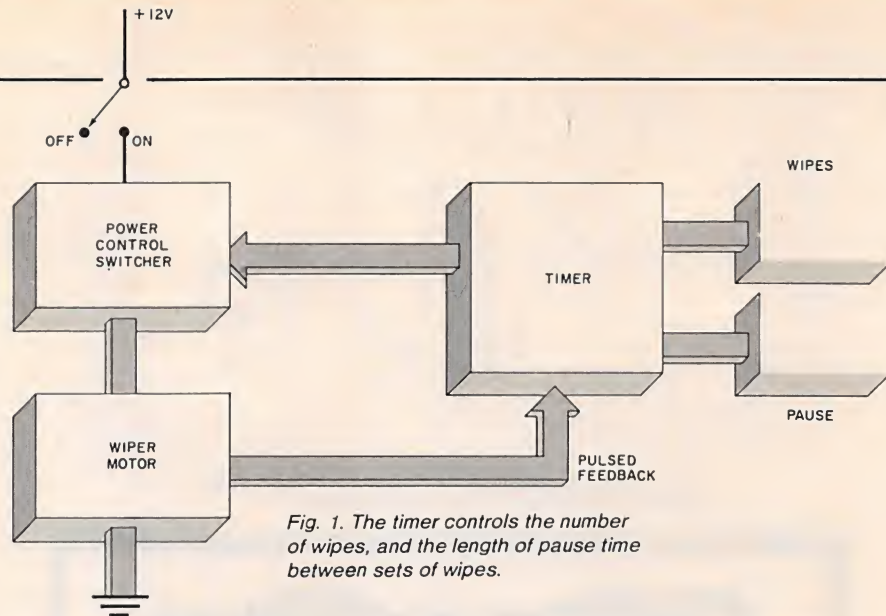 +12V
OFF
ON
POWER
CONTROL
SWITCHER
TIMER
WIPES
PAUSE
WIPER
MOTOR
PULSED
FEEDBACK
Fig. 1. The timer controls the number
of wipes, and the length of pause time
between sets of wipes.